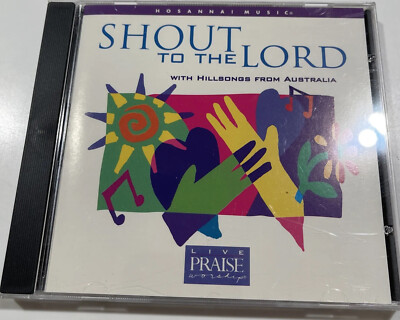 HOSANNA! MUSIC®
SHOUT
TO THE LORD
WITH HILLSONGS FROM AUSTRALIA
LIVE
PRAISE
worship